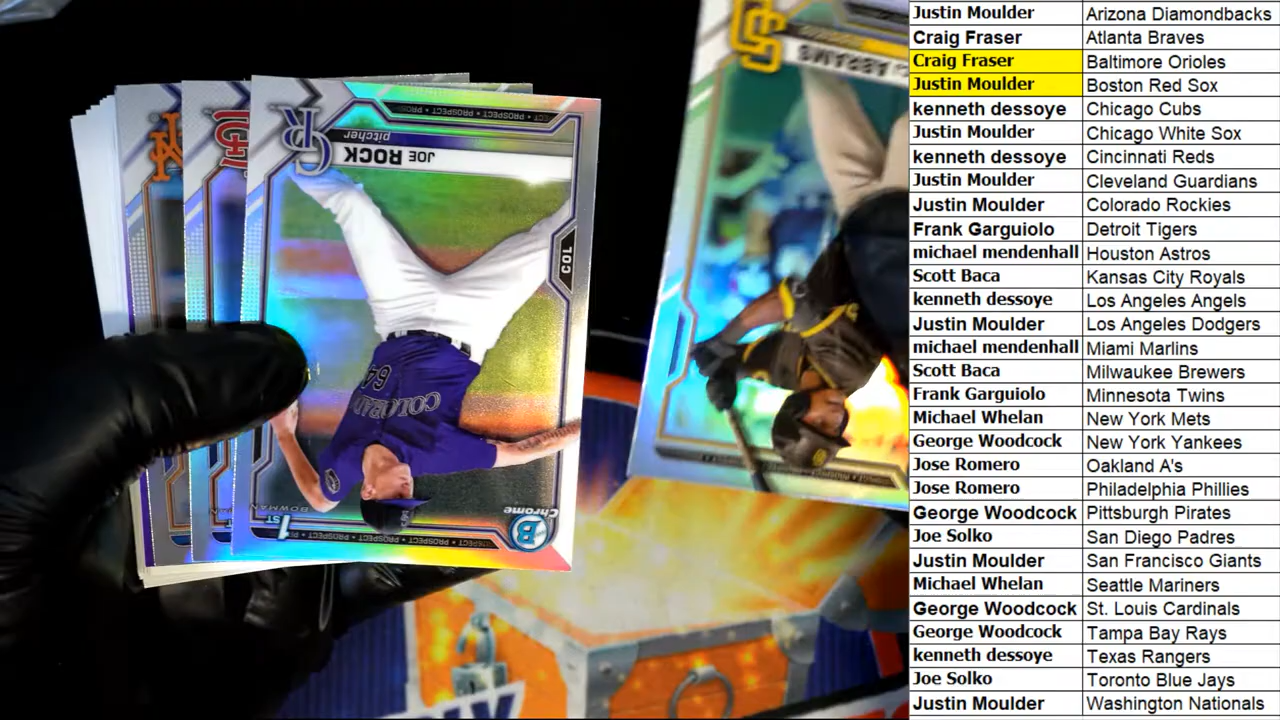 JOE ROCK
pitcher
COL
COLORADO
64
1ST
BOWMAN
Chrome
B
CR
ABRAMS
Justin Moulder Arizona Diamondbacks
Craig Fraser Atlanta Braves
Craig Fraser Baltimore Orioles
Justin Moulder Boston Red Sox
kenneth dessoye Chicago Cubs
Justin Moulder Chicago White Sox
kenneth dessoye Cincinnati Reds
Justin Moulder Cleveland Guardians
Justin Moulder Colorado Rockies
Frank Garguiolo Detroit Tigers
michael mendenhall Houston Astros
Scott Baca Kansas City Royals
kenneth dessoye Los Angeles Angels
Justin Moulder Los Angeles Dodgers
michael mendenhall Miami Marlins
Scott Baca Milwaukee Brewers
Frank Garguiolo Minnesota Twins
Michael Whelan New York Mets
George Woodcock New York Yankees
Jose Romero Oakland A's
Jose Romero Philadelphia Phillies
George Woodcock Pittsburgh Pirates
Joe Solko San Diego Padres
Justin Moulder San Francisco Giants
Michael Whelan Seattle Mariners
George Woodcock St. Louis Cardinals
George Woodcock Tampa Bay Rays
kenneth dessoye Texas Rangers
Joe Solko Toronto Blue Jays
Justin Moulder Washington Nationals